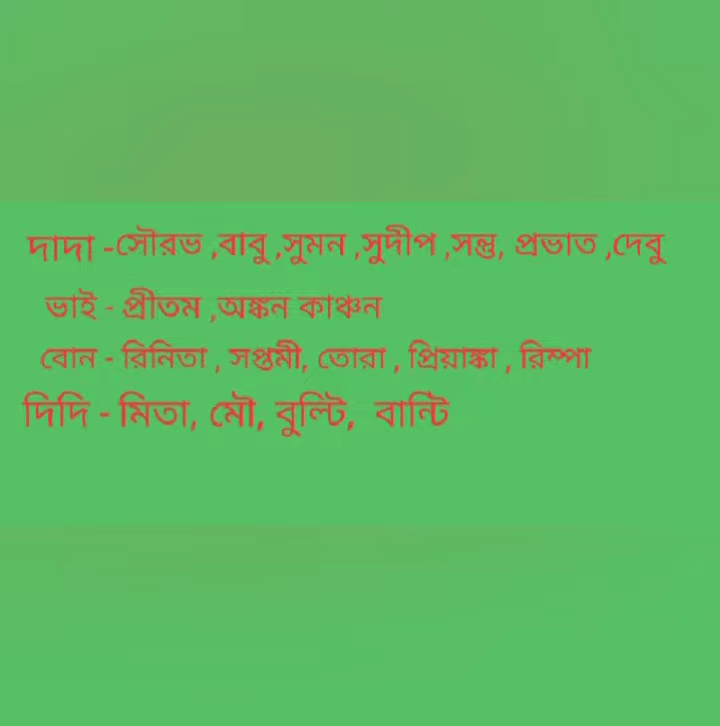 দাদা -সৌরভ ,বাবু ,সুমন ,সুদীপ ,সন্তু, প্রভাত ,দেবু
ভাই - প্রীতম ,অঙ্কন কাঞ্চন
বোন - রিনিতা , সপ্তমী, তোরা , প্রিয়াঙ্কা , রিম্পা
দিদি - মিতা, মৌ, বুল্টি, বান্টি